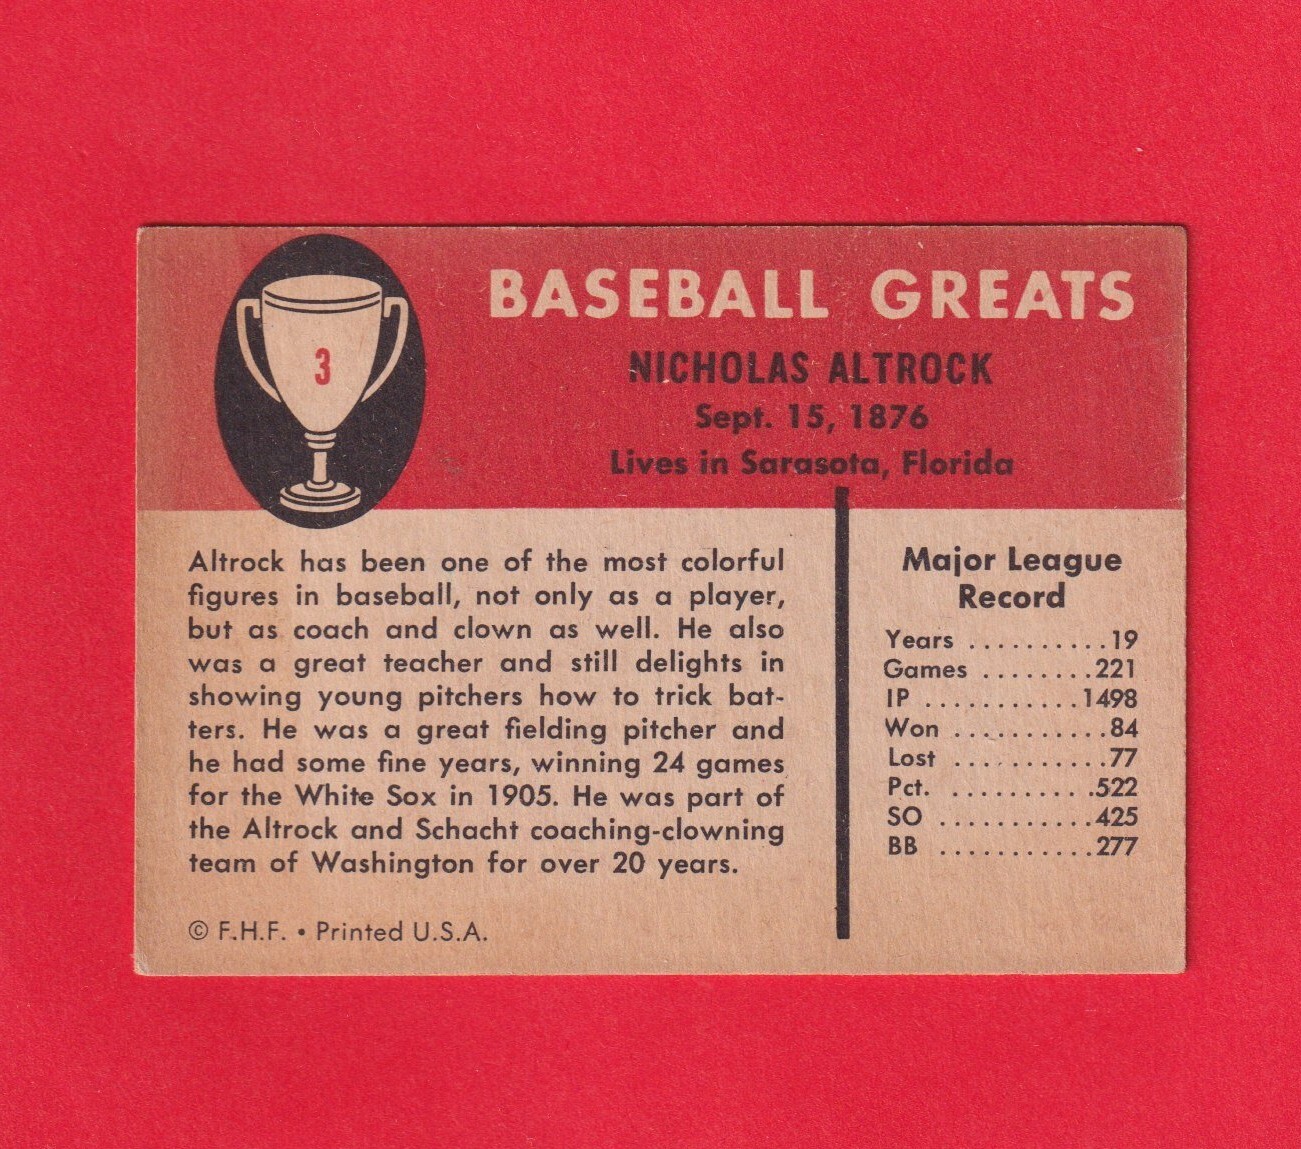 3
BASEBALL GREATS
NICHOLAS ALTROCK
Sept. 15, 1876
Lives in Sarasota, Florida
Altrock has been one of the most colorful
figures in baseball, not only as a player,
but as coach and clown as well. He also
was a great teacher and still delights in
showing young pitchers how to trick bat-
ters. He was a great fielding pitcher and
he had some fine years, winning 24 games
for the White Sox in 1905. He was part of
the Altrock and Schacht coaching-clowning
team of Washington for over 20 years.
© F.H.F. • Printed U.S.A.
Major League
Record
Years ..........19
Games ........221
IP ...........1498
Won ..........84
Lost ..........77
Pct. ..........522
SO ...........425
BB ...........277